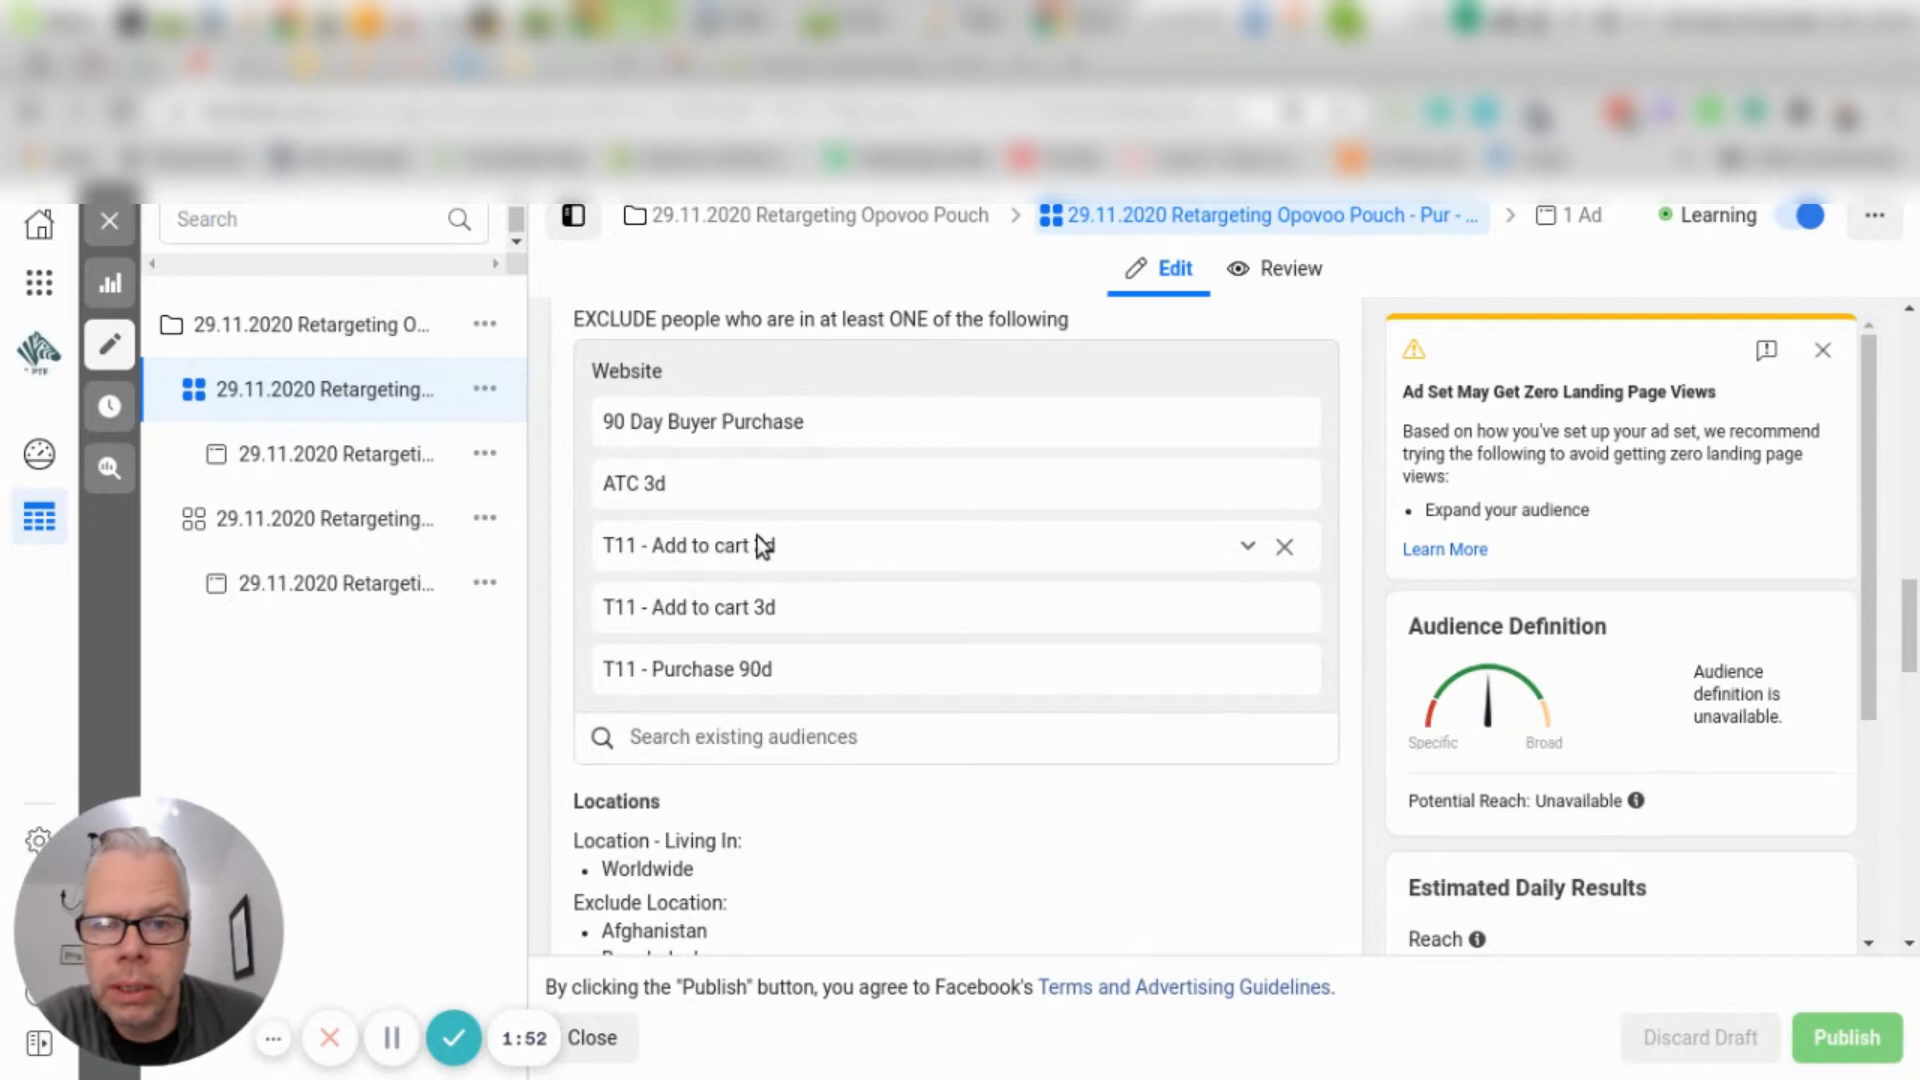 Search
29.11.2020 Retargeting Opovoo Pouch
29.11.2020 Retargeting Opovoo Pouch - Pur - ...
1 Ad
Learning
Edit
Review
PTF
29.11.2020 Retargeting O...
29.11.2020 Retargeting...
29.11.2020 Retargeti...
29.11.2020 Retargeting...
29.11.2020 Retargeti...
EXCLUDE people who are in at least ONE of the following
Website
90 Day Buyer Purchase
ATC 3d
T11 - Add to cart
T11 - Add to cart 3d
T11 - Purchase 90d
Search existing audiences
Locations
Location - Living In:
• Worldwide
Exclude Location:
• Afghanistan
Ad Set May Get Zero Landing Page Views
Based on how you've set up your ad set, we recommend
trying the following to avoid getting zero landing page
views:
• Expand your audience
Learn More
Audience Definition
Audience
definition is
unavailable.
Specific
Broad
Potential Reach: Unavailable
Estimated Daily Results
Reach
By clicking the "Publish" button, you agree to Facebook's Terms and Advertising Guidelines.
1:52
Close
Discard Draft
Publish